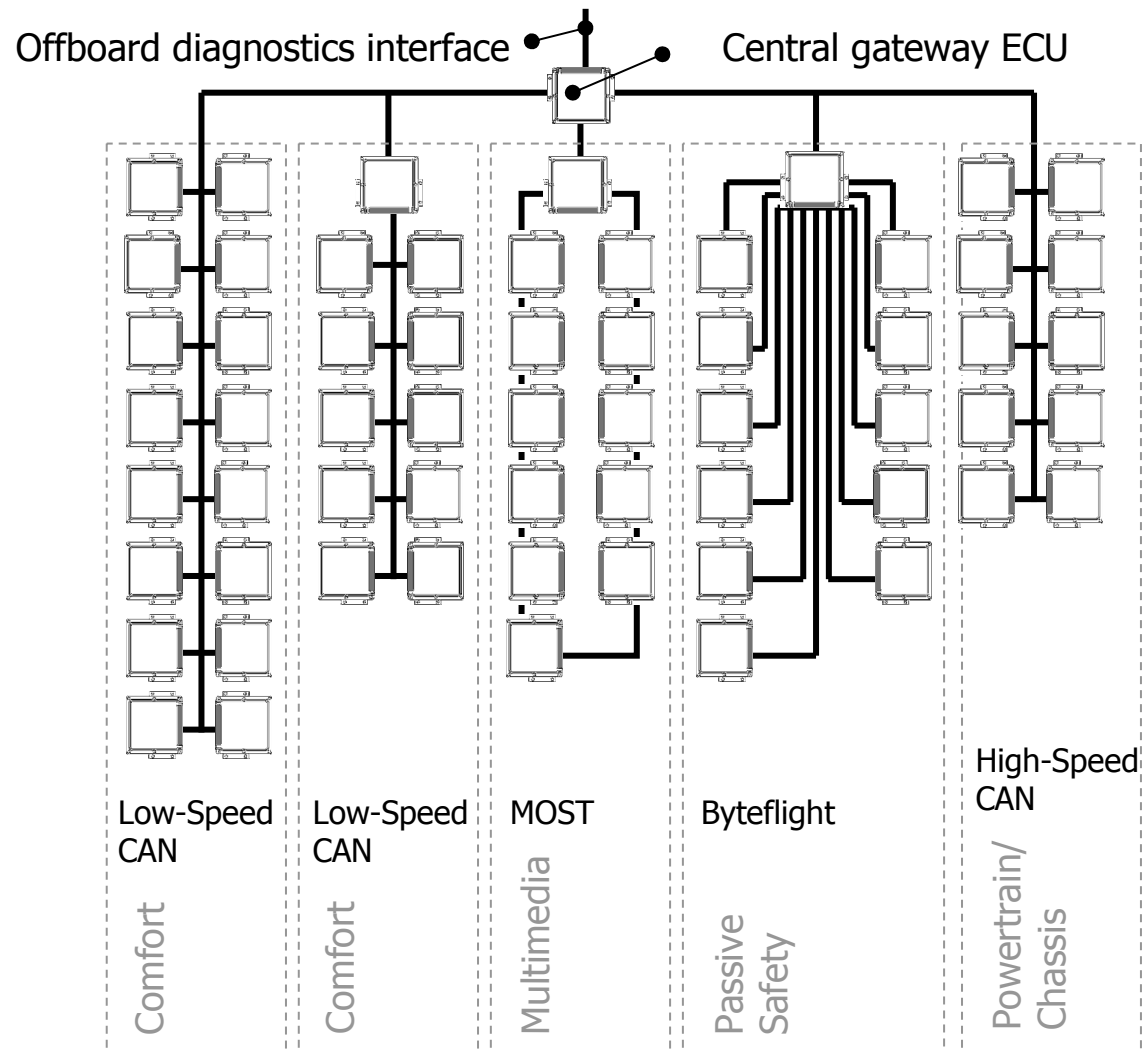 Offboard diagnostics interface
Central gateway ECU
Low-Speed
CAN
Comfort
Low-Speed
CAN
Comfort
MOST
Multimedia
Byteflight
Passive
Safety
High-Speed
CAN
Powertrain/
Chassis